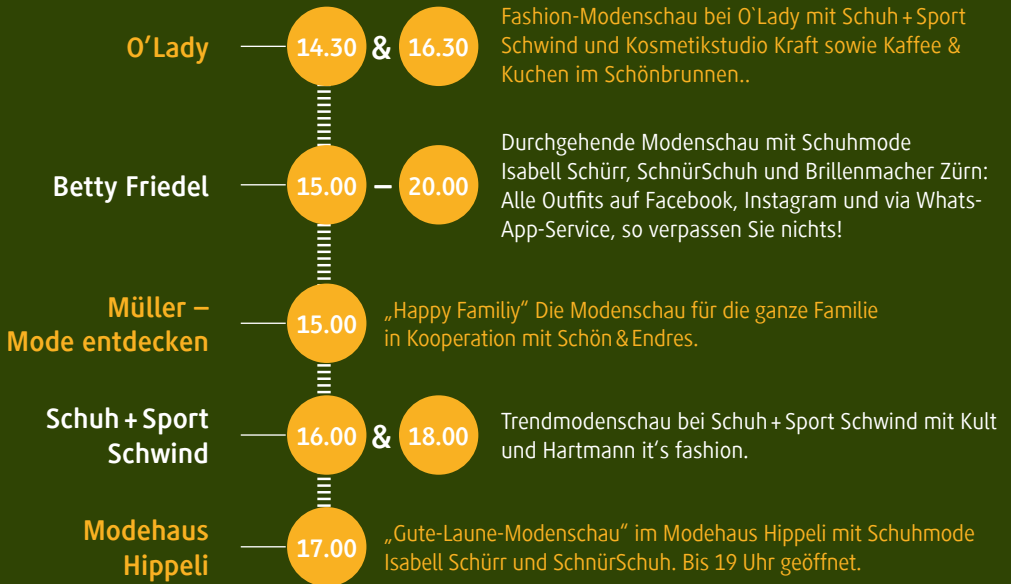 O'Lady
14.30 & 16.30
Fashion-Modenschau bei O`Lady mit Schuh + Sport
Schwind und Kosmetikstudio Kraft sowie Kaffee &
Kuchen im Schönbrunnen..
Betty Friedel
15.00 – 20.00
Durchgehende Modenschau mit Schuhmode
Isabell Schürr, SchnürSchuh und Brillenmacher Zürn:
Alle Outfits auf Facebook, Instagram und via Whats-
App-Service, so verpassen Sie nichts!
Müller –
Mode entdecken
15.00
„Happy Familiy“ Die Modenschau für die ganze Familie
in Kooperation mit Schön & Endres.
Schuh + Sport
Schwind
16.00 & 18.00
Trendmodenschau bei Schuh + Sport Schwind mit Kult
und Hartmann it's fashion.
Modehaus
Hippeli
17.00
„Gute-Laune-Modenschau“ im Modehaus Hippeli mit Schuhmode
Isabell Schürr und SchnürSchuh. Bis 19 Uhr geöffnet.